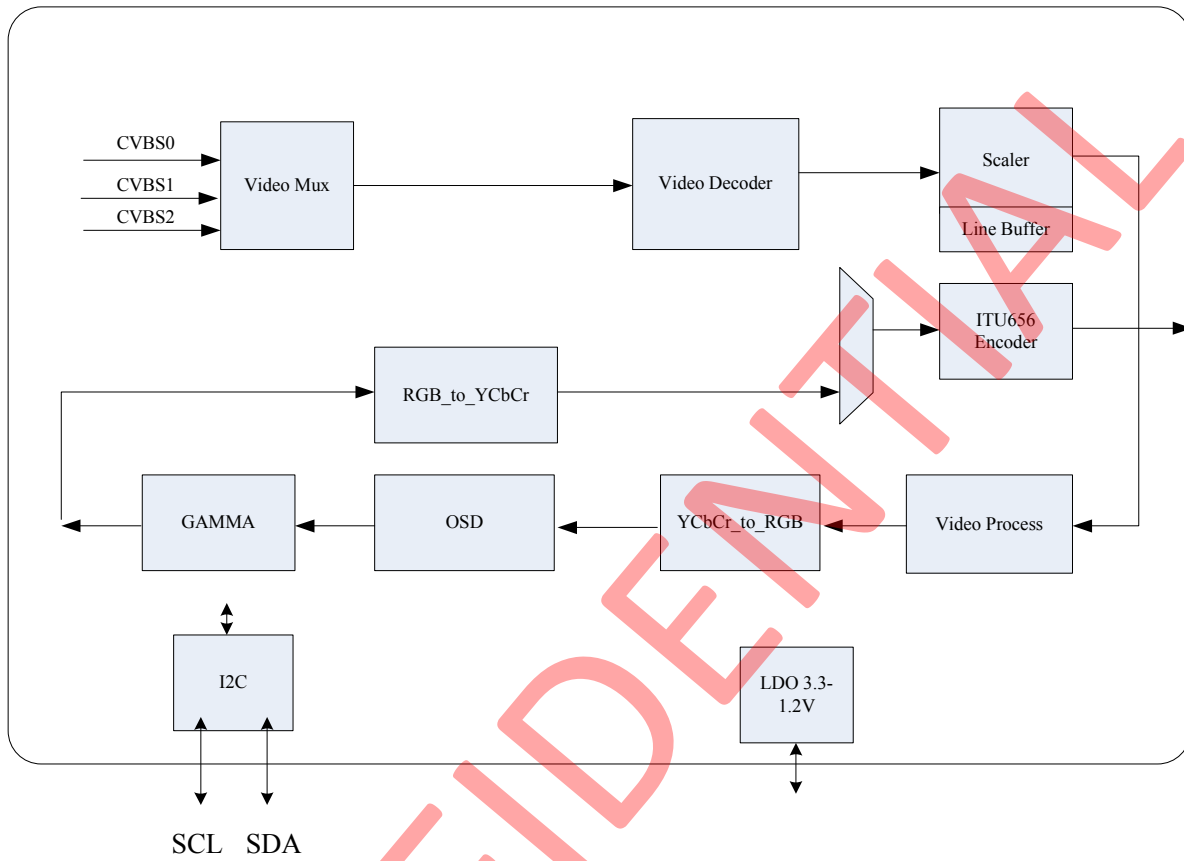 CVBS0
CVBS1
CVBS2
Video Mux
Video Decoder
Scaler
Line Buffer
ITU656
Encoder
RGB_to_YCbCr
GAMMA
OSD
YCbCr_to_RGB
Video Process
I2C
LDO 3.3-
1.2V
SCL SDA
FIDENTIAL